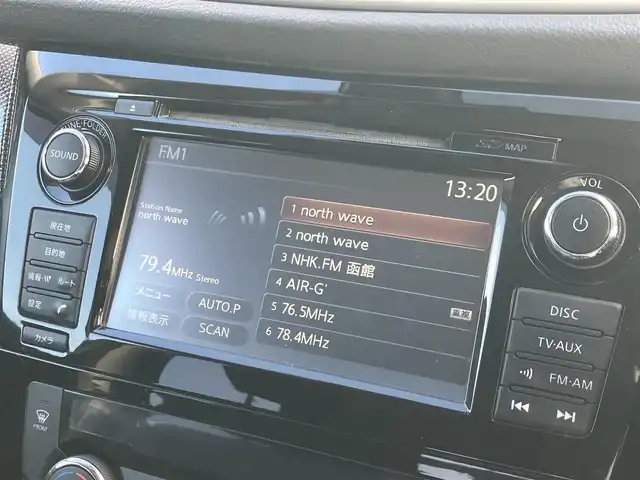 TUNE/FOLDER
SOUND
現在地
目的地
情報・
ルート
設定
カメラ
FRONT
FM1
13:20
Station Name
north wave
79.4MHz Stereo
メニュー
AUTO.P
情報表示
SCAN
1 north wave
2 north wave
3 NHK.FM 函館
4 AIR-G'
5 76.5MHz
6 78.4MHz
MAP
VOL
DISC
TV・AUX
FM・AM